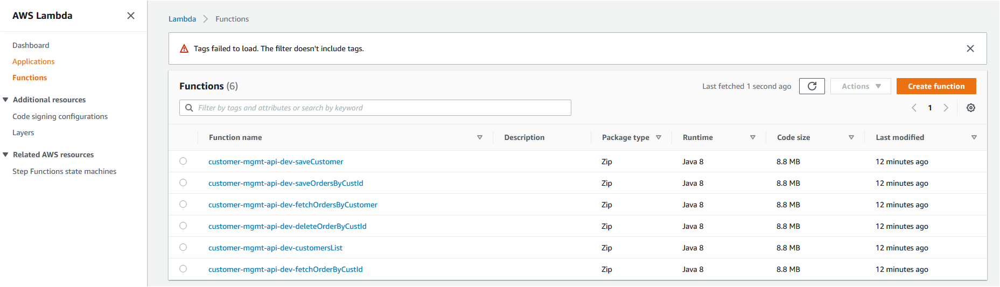 AWS Lambda
Dashboard
Applications
Functions
Additional resources
Code signing configurations
Layers
Related AWS resources
Step Functions state machines
Lambda Functions
Tags failed to load. The filter doesn't include tags.
Functions (6) Last fetched 1 second ago Actions Create function
Filter by tags and attributes or search by keyword 1
Function name Description Package type Runtime Code size Last modified
customer-mgmt-api-dev-saveCustomer Zip Java 8 8.8 MB 12 minutes ago
customer-mgmt-api-dev-saveOrdersByCustId Zip Java 8 8.8 MB 12 minutes ago
customer-mgmt-api-dev-fetchOrdersByCustomer Zip Java 8 8.8 MB 12 minutes ago
customer-mgmt-api-dev-deleteOrderByCustId Zip Java 8 8.8 MB 12 minutes ago
customer-mgmt-api-dev-customersList Zip Java 8 8.8 MB 12 minutes ago
customer-mgmt-api-dev-fetchOrderByCustId Zip Java 8 8.8 MB 12 minutes ago